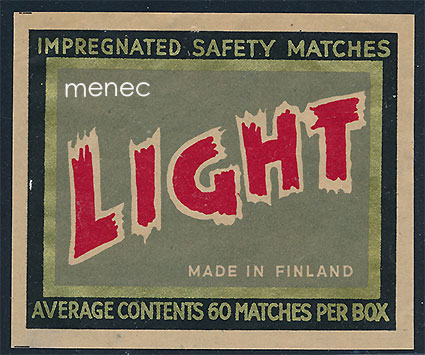 IMPREGNATED SAFETY MATCHES
menec
LIGHT
MADE IN FINLAND
AVERAGE CONTENTS 60 MATCHES PER BOX